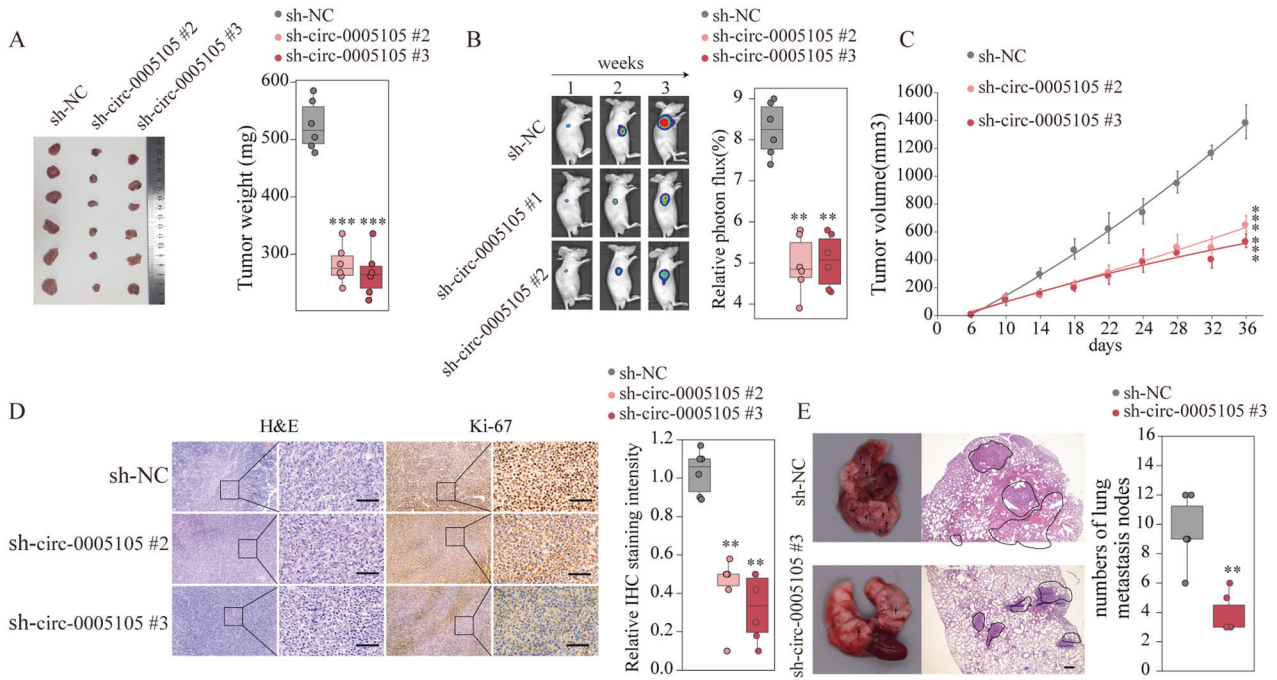 A
sh-NC
sh-circ-0005105 #2
sh-circ-0005105 #3
sh-NC
sh-circ-0005105 #2
sh-circ-0005105 #3
Tumor weight (mg)
600
500
400
300
*** ***
B
weeks
1 2 3
sh-NC
sh-circ-0005105 #1
sh-circ-0005105 #2
sh-NC
sh-circ-0005105 #2
sh-circ-0005105 #3
Relative photon flux(%)
9
8
6
5
4
** **
C
sh-NC
sh-circ-0005105 #2
sh-circ-0005105 #3
Tumor volume(mm3)
1600
1400
1200
1000
800
600
400
200
0
0 6 10 14 18 22 24 28 32 36
days
*** ***
D
H&E Ki-67
sh-NC
sh-circ-0005105 #2
sh-circ-0005105 #3
sh-NC
sh-circ-0005105 #2
sh-circ-0005105 #3
Relative IHC staining intensity
1.2
1.0
0.8
0.6
0.4
0.2
0.0
** **
E
sh-NC
sh-circ-0005105 #3
sh-NC
sh-circ-0005105 #3
numbers of lung
metastasis nodes
16
14
12
10
8
6
4
2
0
**